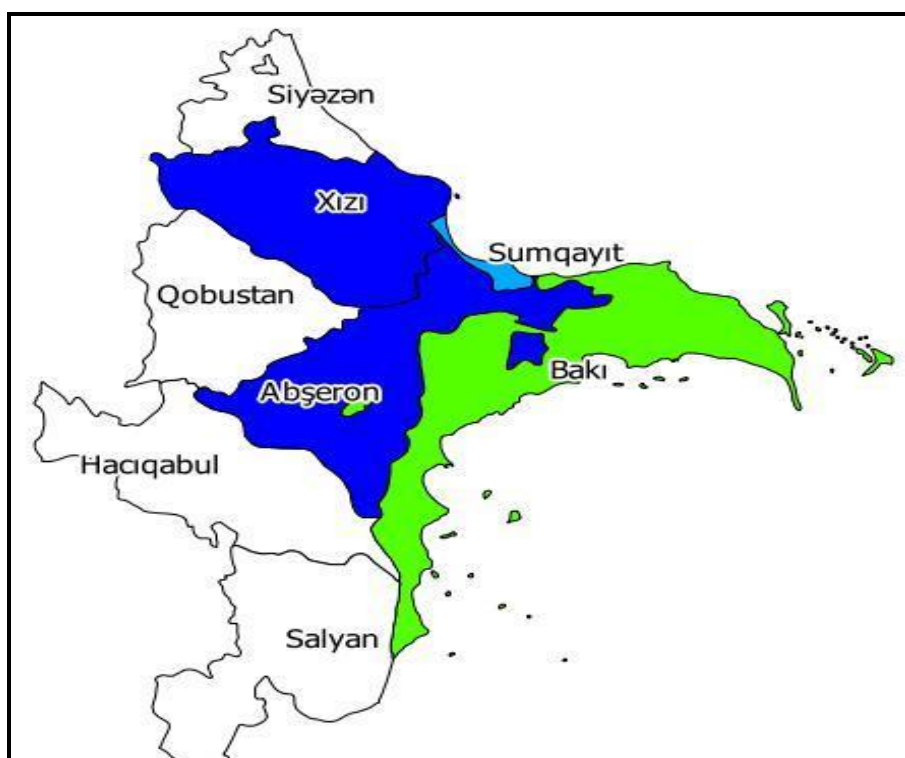 Siyəzən
Xızı
Sumqayıt
Qobustan
Bakı
Abşeron
Hacıqabul
Salyan